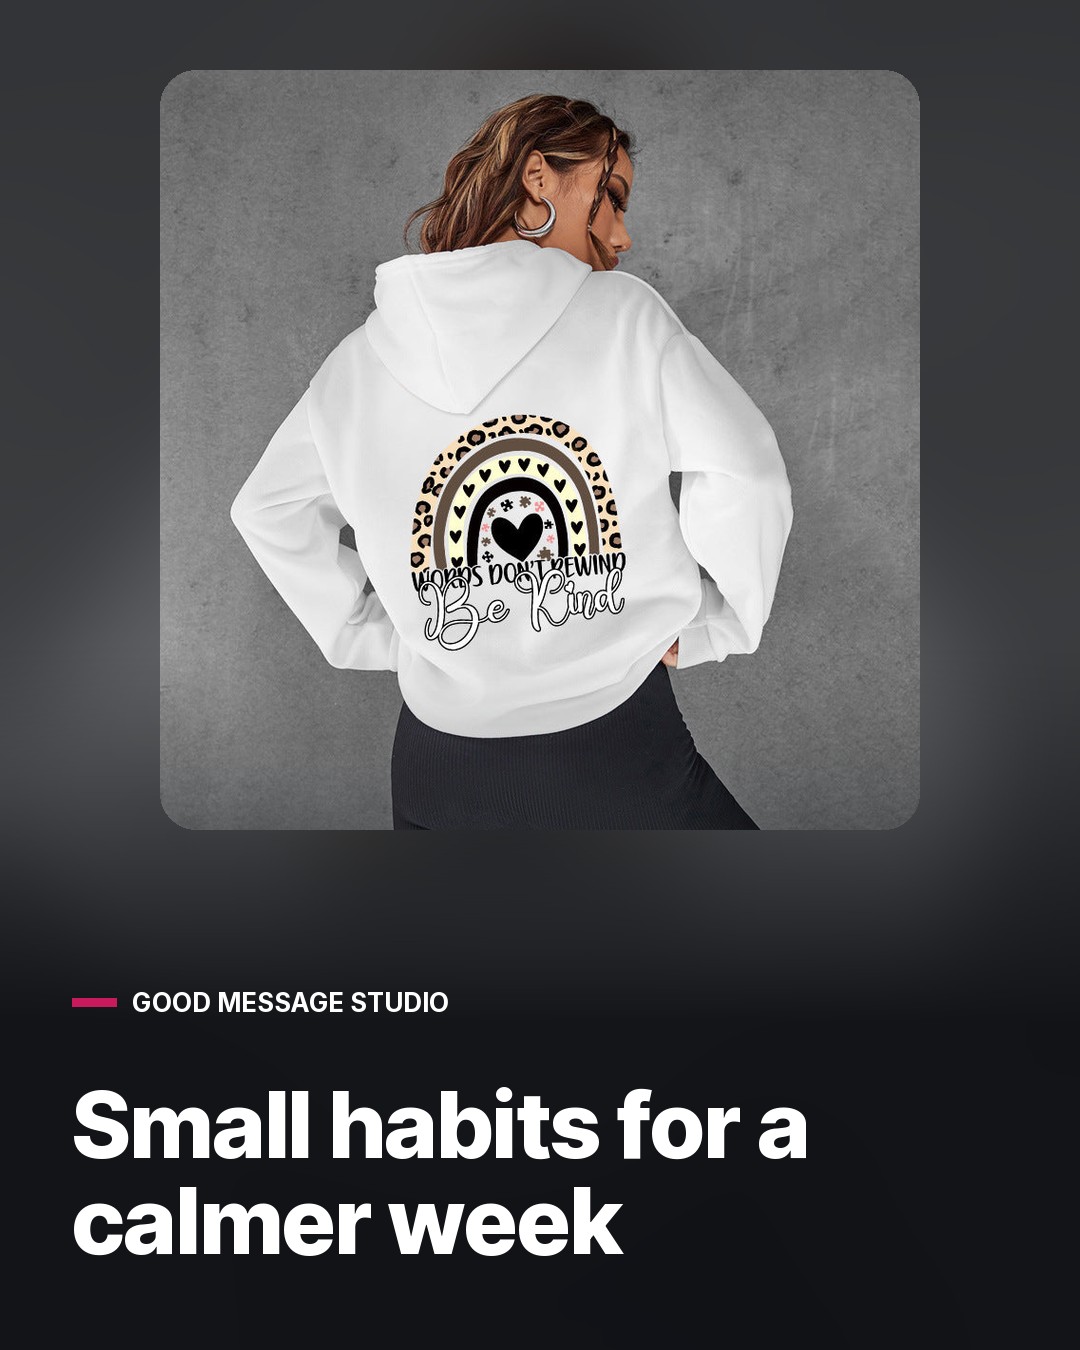 WORDS DON'T REWIND
Be Kind
GOOD MESSAGE STUDIO
Small habits for a
calmer week